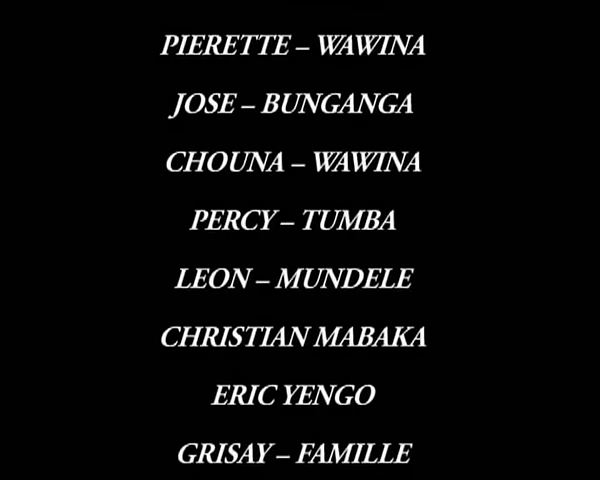 PIERETTE – WAWINA
JOSE – BUNGANGA
CHOUNA – WAWINA
PERCY – TUMBA
LEON – MUNDELE
CHRISTIAN MABAKA
ERIC YENGO
GRISAY – FAMILLE